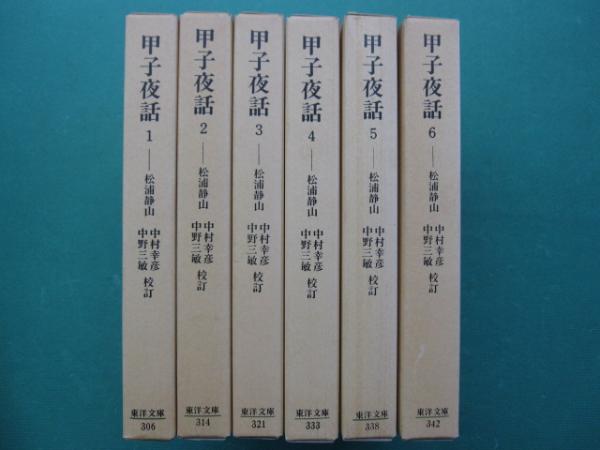 甲子夜話 1 ── 松浦静山 中村幸彦 中野三敏 校訂
東洋文庫
306
甲子夜話 2 ── 松浦静山 中村幸彦 中野三敏 校訂
東洋文庫
314
甲子夜話 3 ── 松浦静山 中村幸彦 中野三敏 校訂
東洋文庫
321
甲子夜話 4 ── 松浦静山 中村幸彦 中野三敏 校訂
東洋文庫
333
甲子夜話 5 ── 松浦静山 中村幸彦 中野三敏 校訂
東洋文庫
338
甲子夜話 6 ── 松浦静山 中村幸彦 中野三敏 校訂
東洋文庫
342